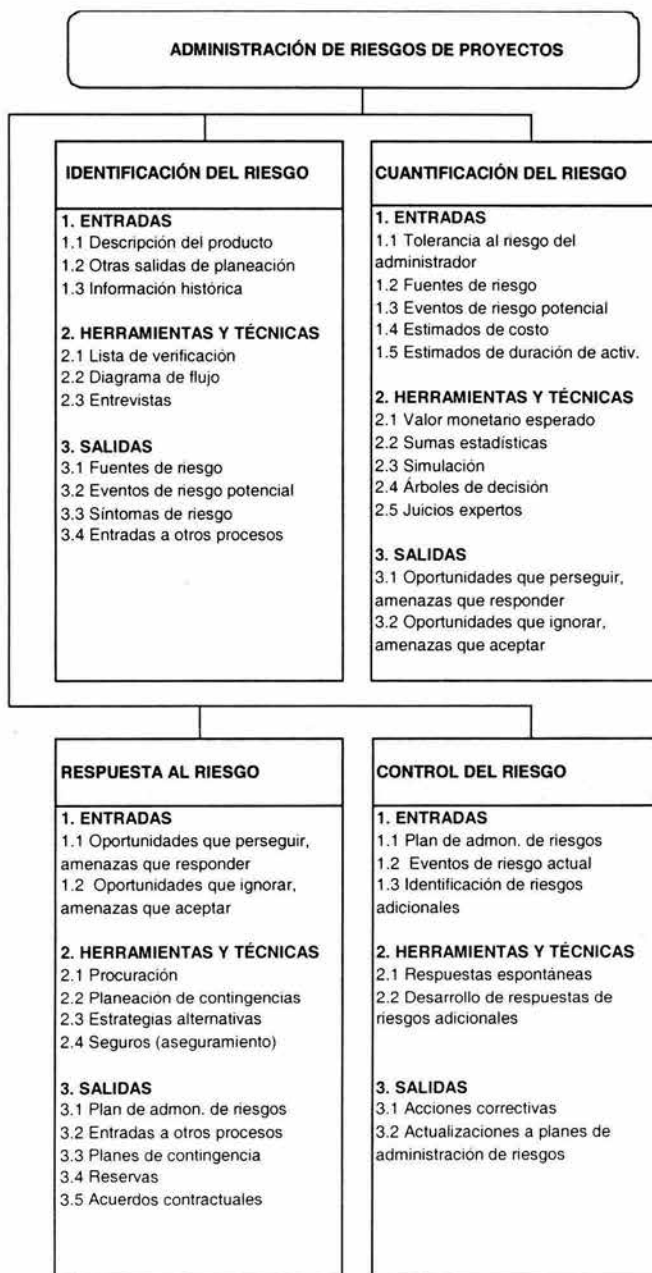 ADMINISTRACIÓN DE RIESGOS DE PROYECTOS
IDENTIFICACIÓN DEL RIESGO
1. ENTRADAS
1.1 Descripción del producto
1.2 Otras salidas de planeación
1.3 Información histórica
2. HERRAMIENTAS Y TÉCNICAS
2.1 Lista de verificación
2.2 Diagrama de flujo
2.3 Entrevistas
3. SALIDAS
3.1 Fuentes de riesgo
3.2 Eventos de riesgo potencial
3.3 Síntomas de riesgo
3.4 Entradas a otros procesos
CUANTIFICACIÓN DEL RIESGO
1. ENTRADAS
1.1 Tolerancia al riesgo del
administrador
1.2 Fuentes de riesgo
1.3 Eventos de riesgo potencial
1.4 Estimados de costo
1.5 Estimados de duración de activ.
2. HERRAMIENTAS Y TÉCNICAS
2.1 Valor monetario esperado
2.2 Sumas estadísticas
2.3 Simulación
2.4 Árboles de decisión
2.5 Juicios expertos
3. SALIDAS
3.1 Oportunidades que perseguir,
amenazas que responder
3.2 Oportunidades que ignorar,
amenazas que aceptar
RESPUESTA AL RIESGO
1. ENTRADAS
1.1 Oportunidades que perseguir,
amenazas que responder
1.2 Oportunidades que ignorar,
amenazas que aceptar
2. HERRAMIENTAS Y TÉCNICAS
2.1 Procuración
2.2 Planeación de contingencias
2.3 Estrategias alternativas
2.4 Seguros (aseguramiento)
3. SALIDAS
3.1 Plan de admon. de riesgos
3.2 Entradas a otros procesos
3.3 Planes de contingencia
3.4 Reservas
3.5 Acuerdos contractuales
CONTROL DEL RIESGO
1. ENTRADAS
1.1 Plan de admon. de riesgos
1.2 Eventos de riesgo actual
1.3 Identificación de riesgos
adicionales
2. HERRAMIENTAS Y TÉCNICAS
2.1 Respuestas espontáneas
2.2 Desarrollo de respuestas de
riesgos adicionales
3. SALIDAS
3.1 Acciones correctivas
3.2 Actualizaciones a planes de
administración de riesgos